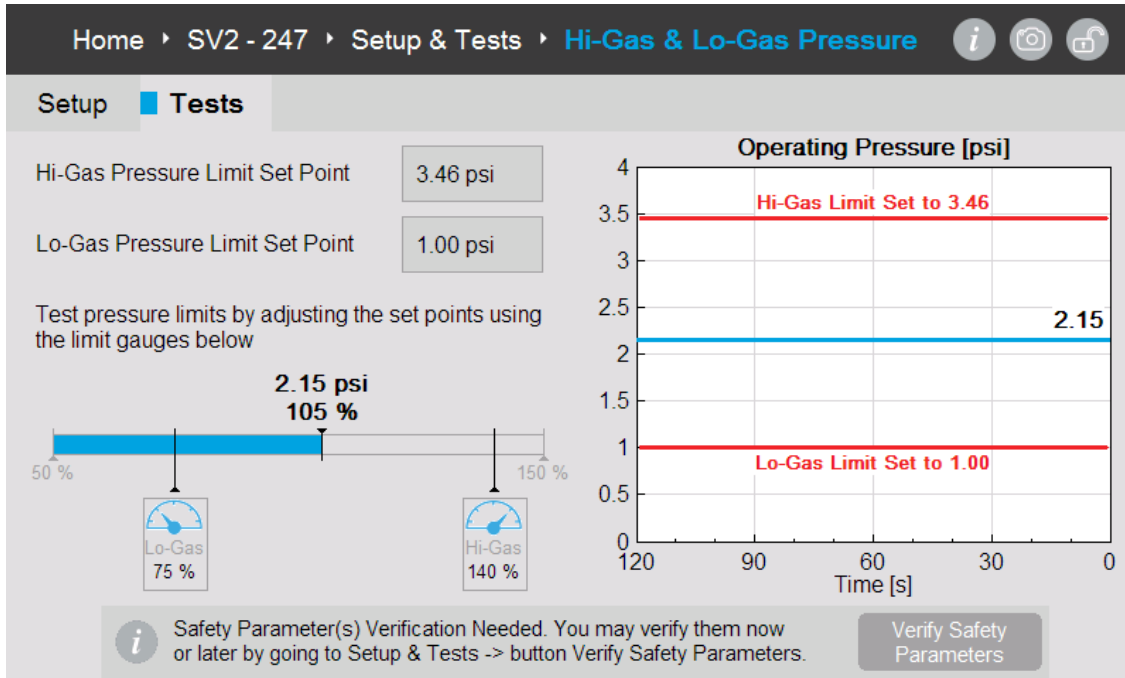 Home ‣ SV2 - 247 ‣ Setup & Tests ‣ Hi-Gas & Lo-Gas Pressure
Setup
Tests
Hi-Gas Pressure Limit Set Point
3.46 psi
Lo-Gas Pressure Limit Set Point
1.00 psi
Test pressure limits by adjusting the set points using
the limit gauges below
2.15 psi
105 %
50 %
150 %
Lo-Gas
75 %
Hi-Gas
140 %
Operating Pressure [psi]
4
3.5
3
2.5
2
1.5
1
0.5
0
Hi-Gas Limit Set to 3.46
2.15
Lo-Gas Limit Set to 1.00
120
90
60
30
0
Time [s]
Safety Parameter(s) Verification Needed. You may verify them now
or later by going to Setup & Tests -> button Verify Safety Parameters.
Verify Safety
Parameters